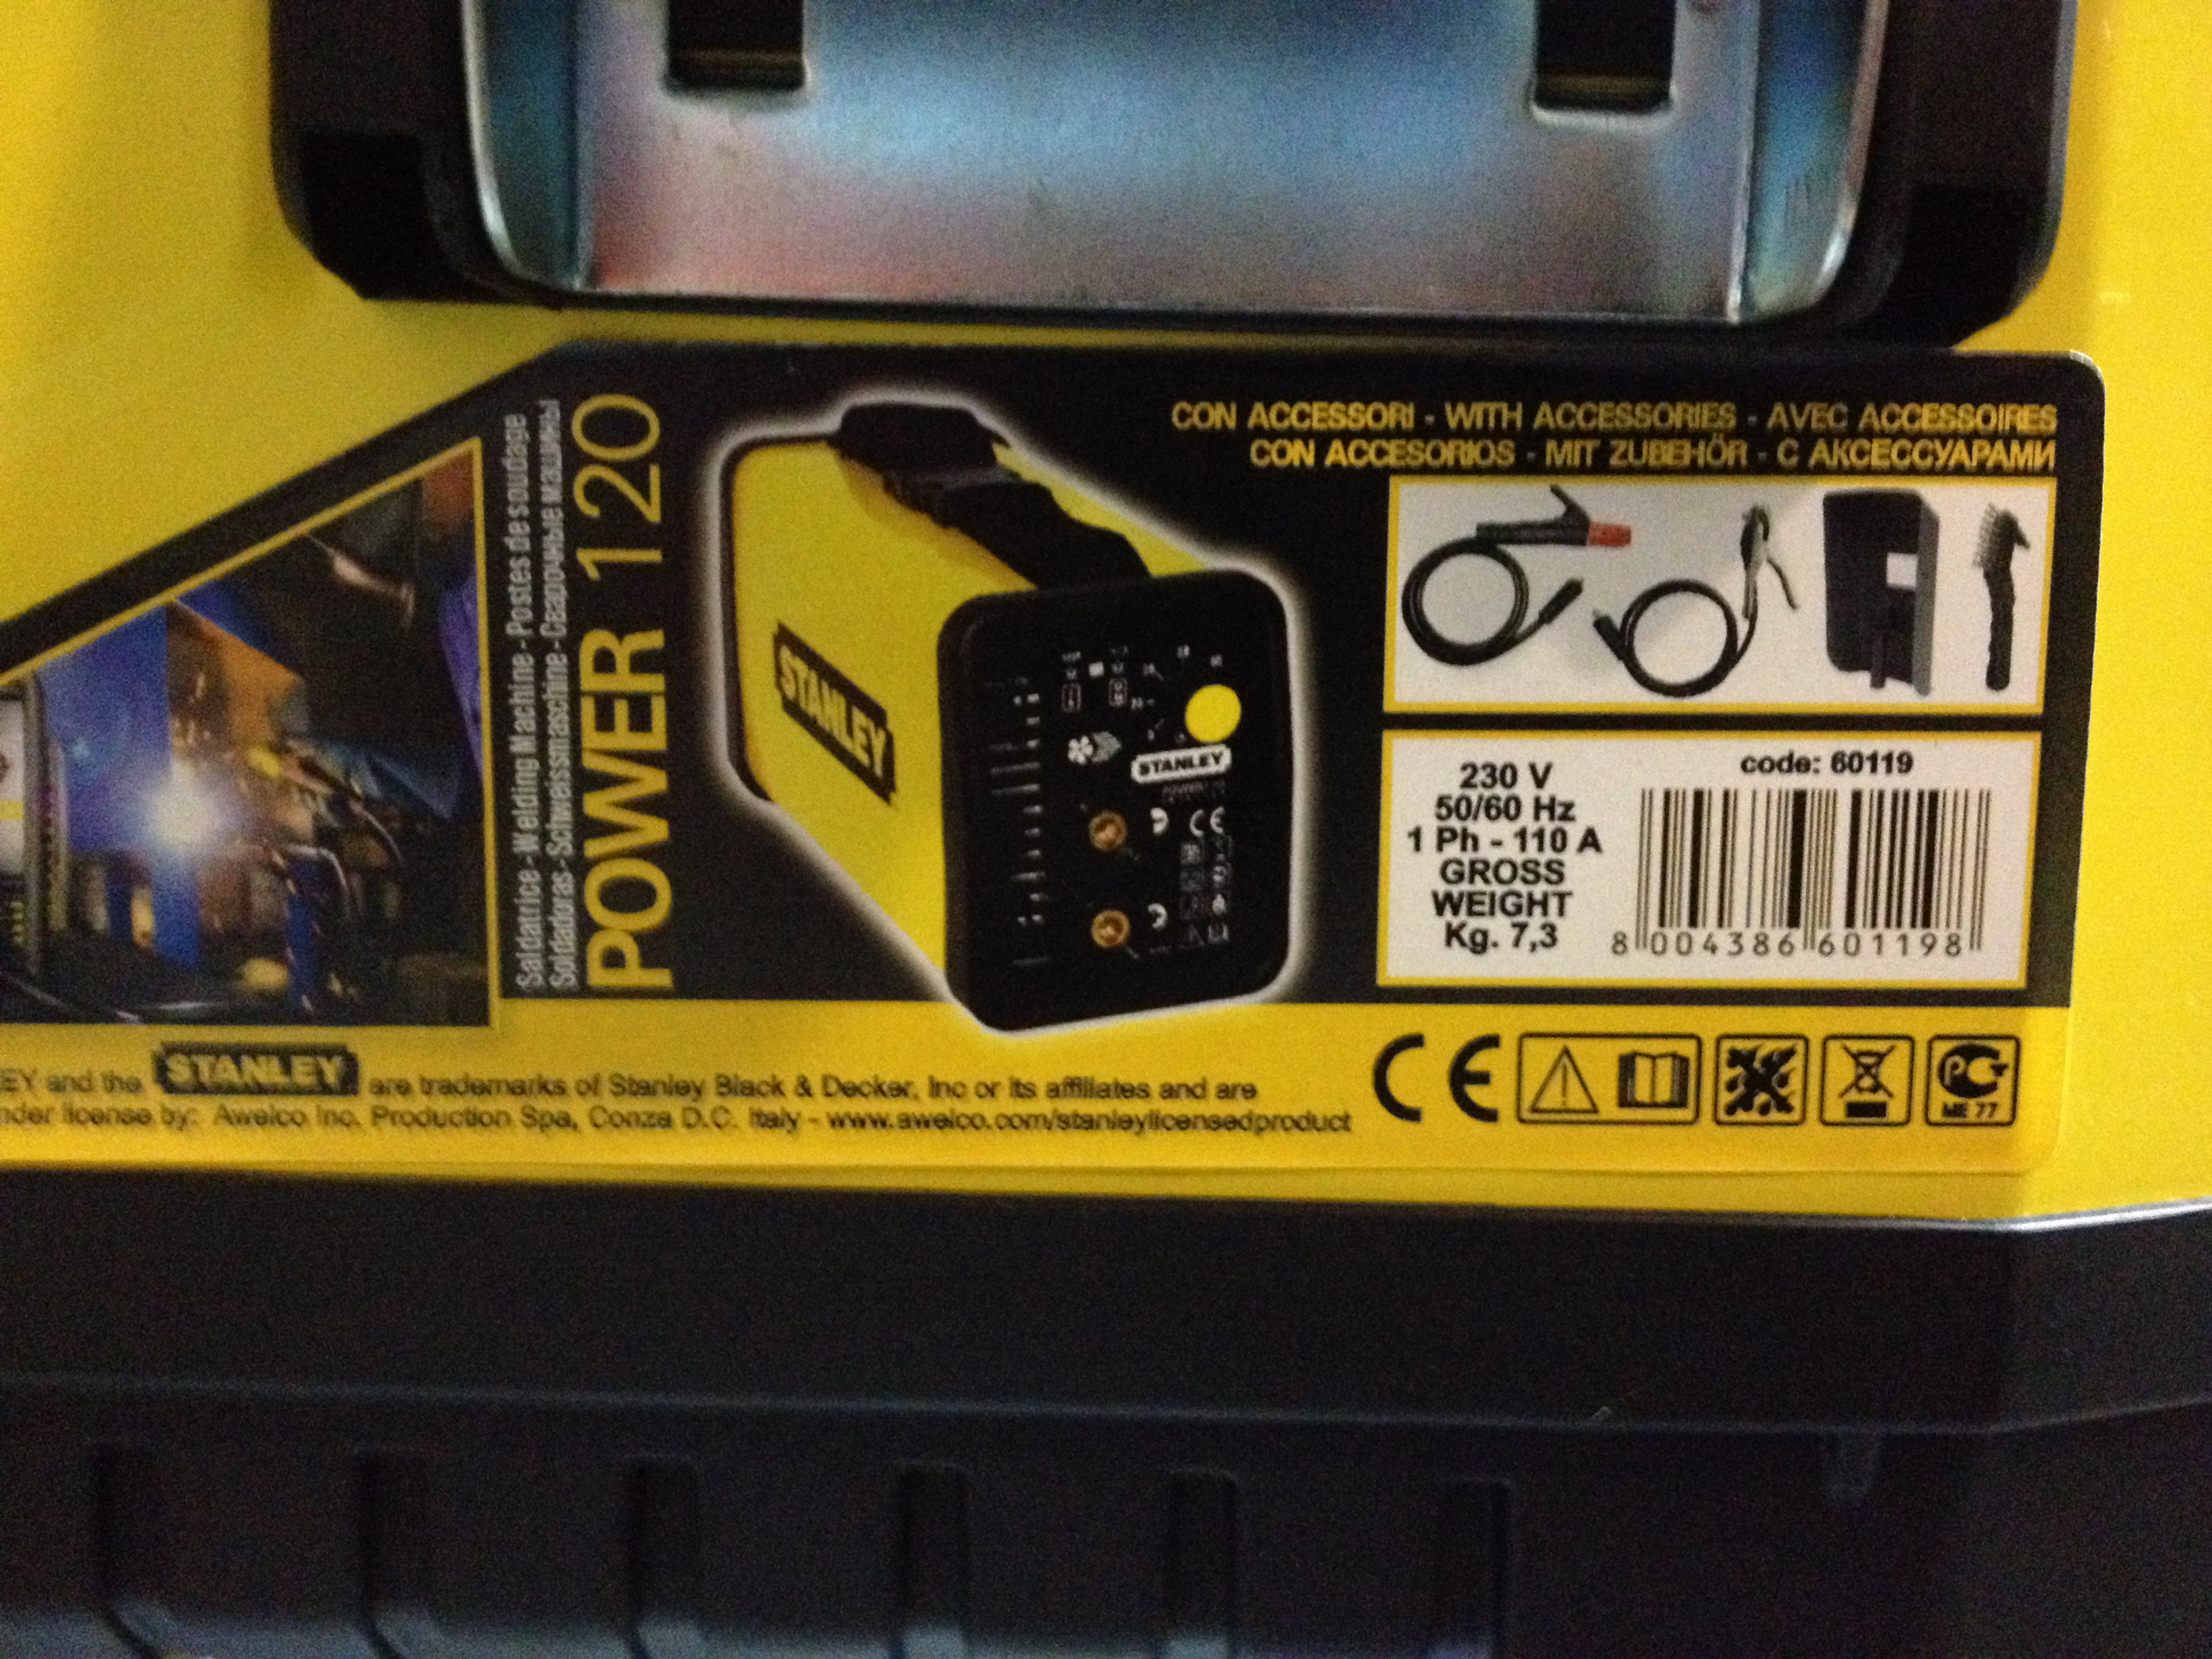 CON ACCESSORI - WITH ACCESSORIES - AVEC ACCESSOIRES
CON ACCESORIOS - MIT ZUBEHÖR - С АКСЕССУАРАМИ
Saldatrice - Welding Machine - Postes de soudage
Soldadoras - Schweissmaschine - Сварочные машины
POWER 120
STANLEY
STANLEY
code: 60119
230 V
50/60 Hz
1 Ph - 110 A
GROSS
WEIGHT
Kg. 7,3
8 004386 601198
EY and the STANLEY are trademarks of Stanley Black & Decker, Inc or its affiliates and are
nder license by: Awelco Inc. Production Spa, Conza D.C. Italy - www.awelco.com/stanleylicensedproduct
CE
ME 77